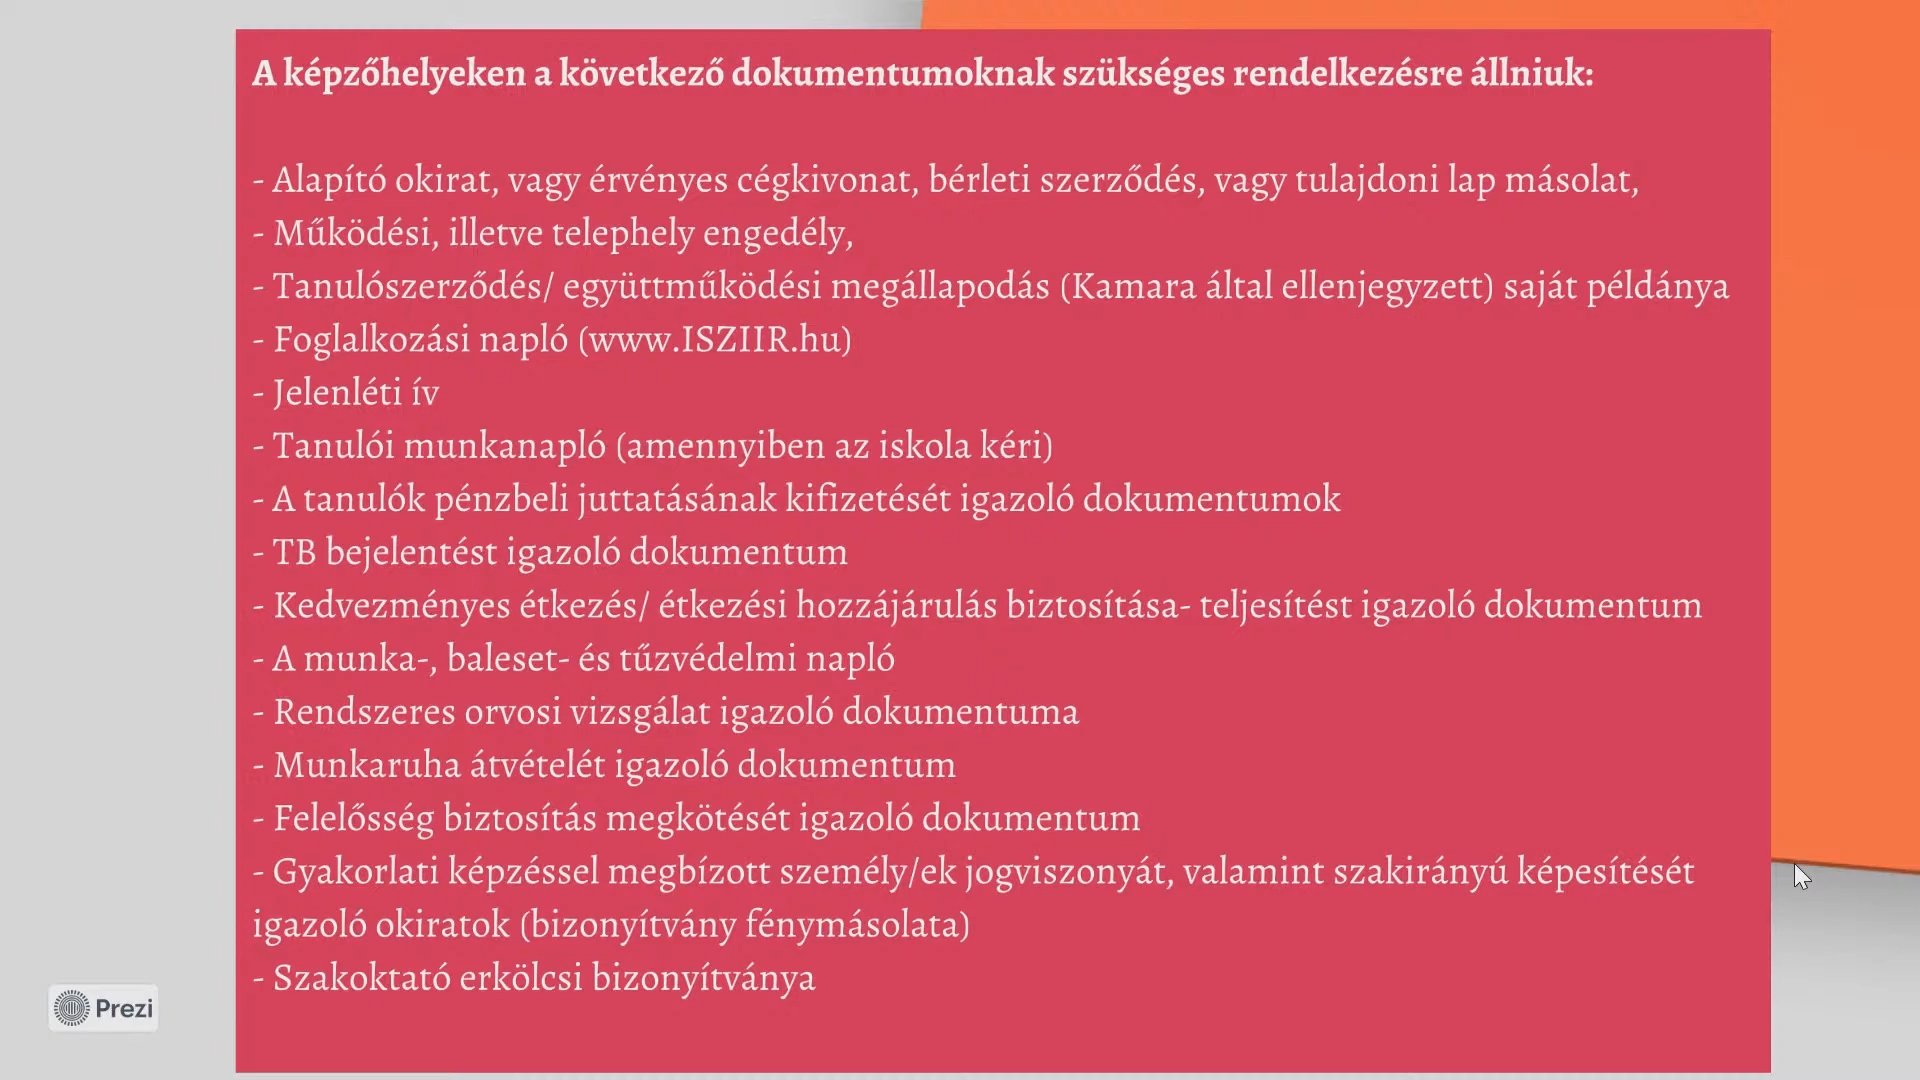 A képzőhelyeken a következő dokumentumoknak szükséges rendelkezésre állniuk:
- Alapító okirat, vagy érvényes cégkivonat, bérleti szerződés, vagy tulajdoni lap másolat,
- Működési, illetve telephely engedély,
- Tanulószerződés/ együttműködési megállapodás (Kamara által ellenjegyzett) saját példánya
- Foglalkozási napló (www.ISZIIR.hu)
- Jelenléti ív
- Tanulói munkanapló (amennyiben az iskola kéri)
- A tanulók pénzbeli juttatásának kifizetését igazoló dokumentumok
- TB bejelentést igazoló dokumentum
- Kedvezményes étkezés/ étkezési hozzájárulás biztosítása- teljesítést igazoló dokumentum
- A munka-, baleset- és tűzvédelmi napló
- Rendszeres orvosi vizsgálat igazoló dokumentuma
- Munkaruha átvételét igazoló dokumentum
- Felelősség biztosítás megkötését igazoló dokumentum
- Gyakorlati képzéssel megbízott személy/ek jogviszonyát, valamint szakirányú képesítését
igazoló okiratok (bizonyítvány fénymásolata)
- Szakoktató erkölcsi bizonyítványa
Prezi